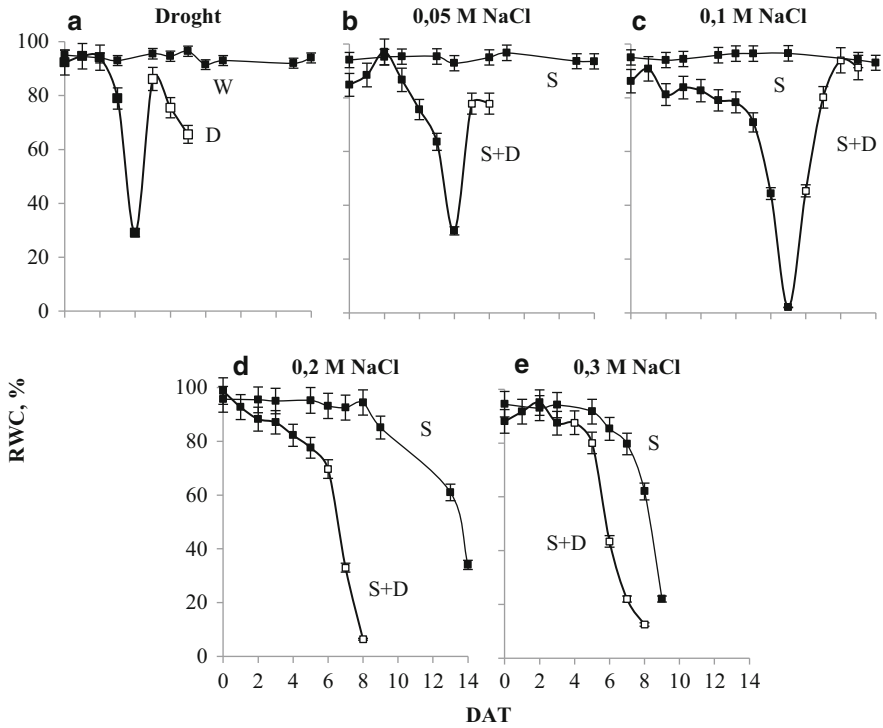 a Droght
b 0,05 M NaCl
c 0,1 M NaCl
100
80
60
40
20
0
W
D
S
S+D
S
S+D
RWC, %
d 0,2 M NaCl
e 0,3 M NaCl
100
80
60
40
20
0
S
S+D
S
S+D
0 2 4 6 8 10 12 14
0 2 4 6 8 10 12 14
DAT